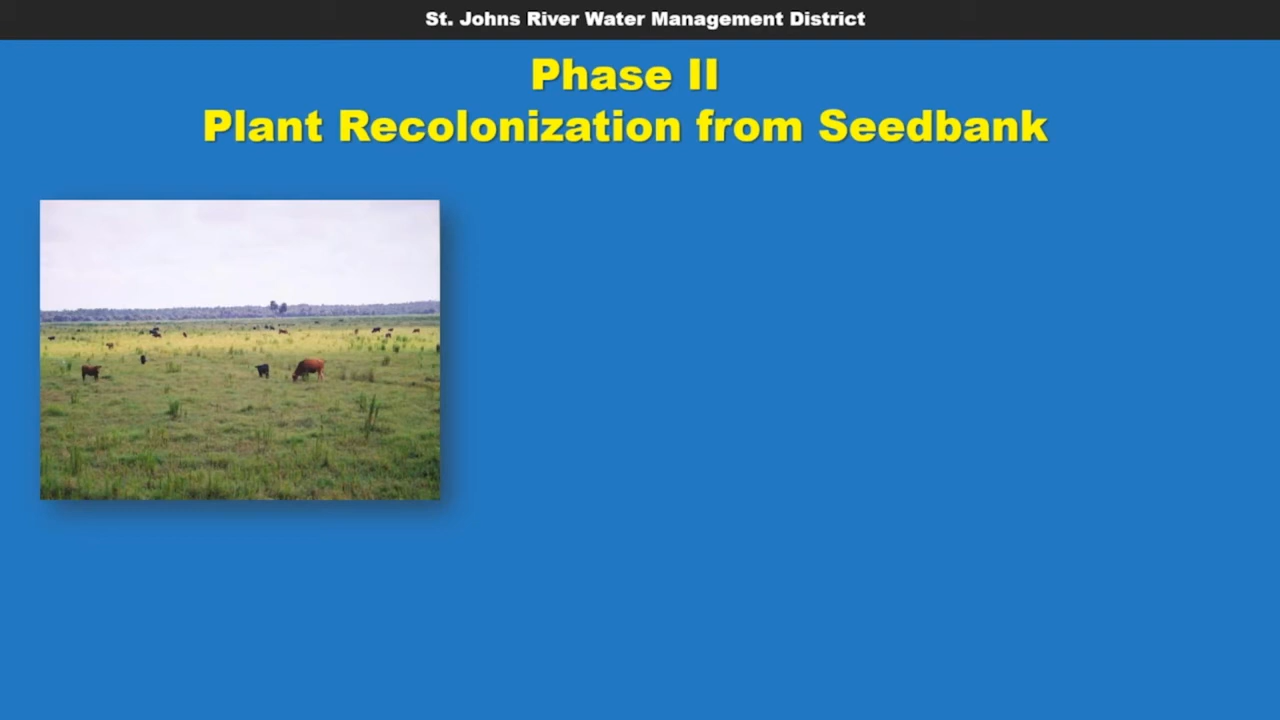 St. Johns River Water Management District
Phase II
Plant Recolonization from Seedbank